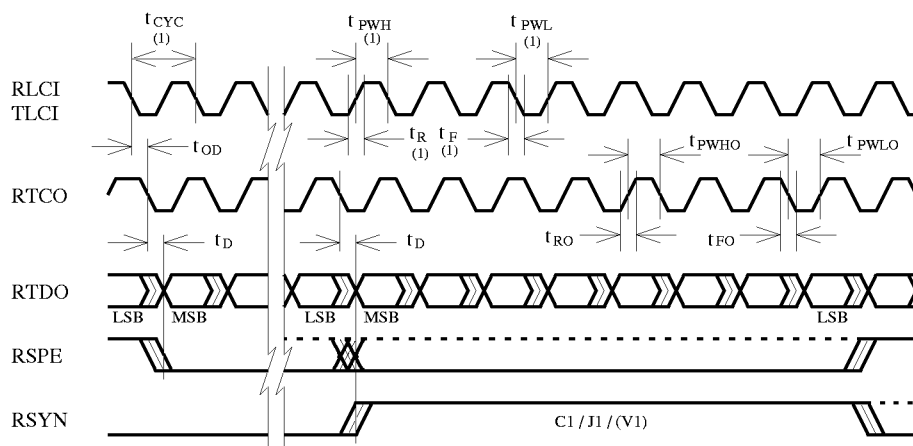 t CYC (1)
t PWH (1)
t PWL (1)
RLCI
TLCI
t OD
t R (1)
t F (1)
t PWHO
t PWLO
RTCO
t D
t D
t RO
t FO
RTDO
LSB MSB LSB MSB LSB
RSPE
RSYN
C1 / J1 / (V1)